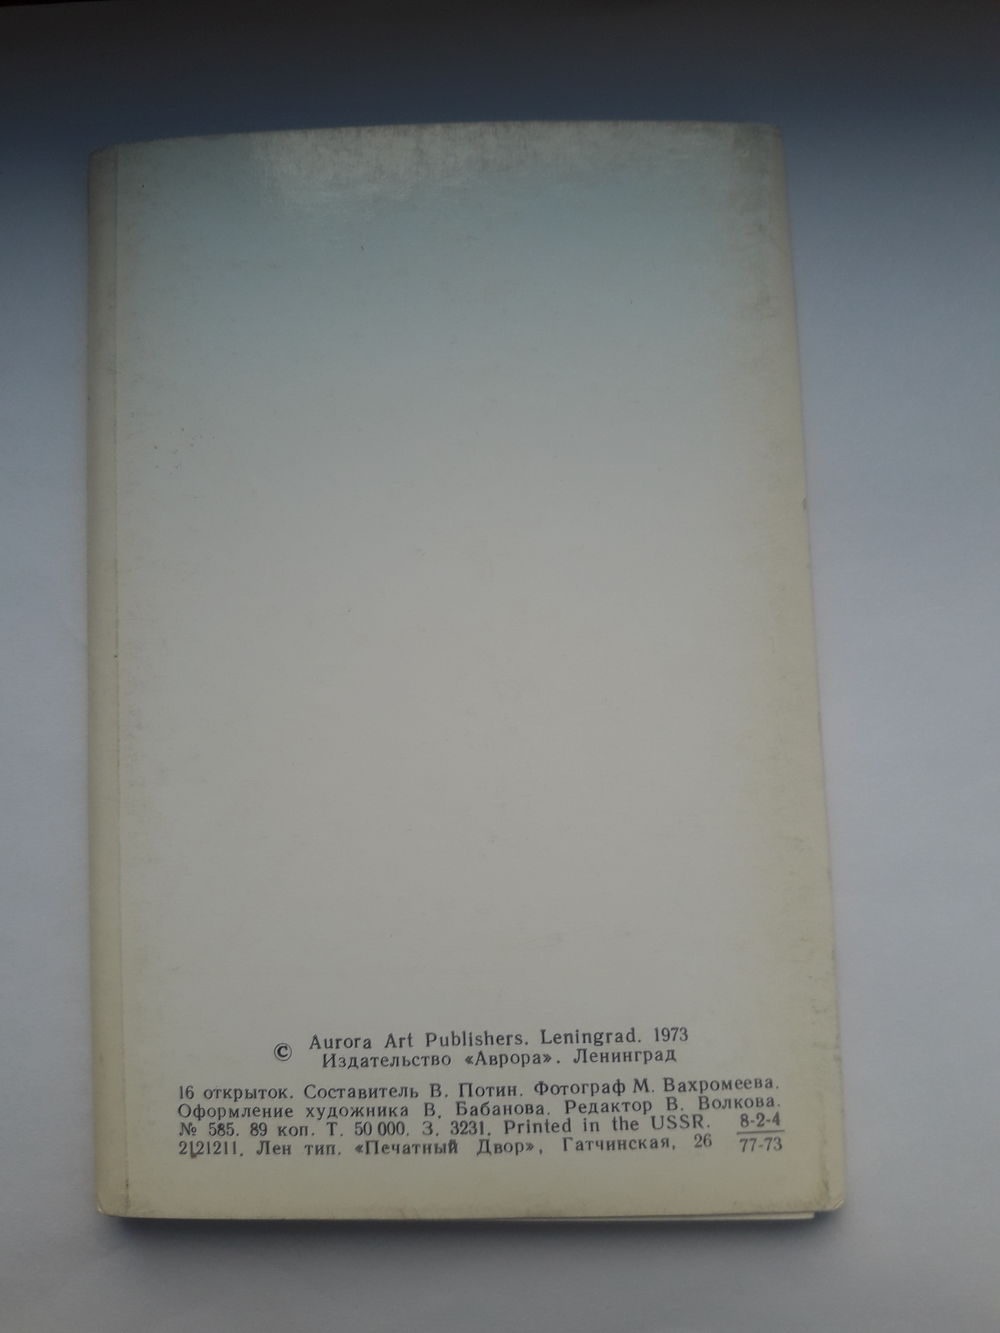 © Aurora Art Publishers. Leningrad. 1973
Издательство «Аврора». Ленинград
16 открыток. Составитель В. Потин. Фотограф М. Вахромеева.
Оформление художника В. Бабанова. Редактор В. Волкова.
№ 585. 89 коп. Т. 50 000. З. 3231. Printed in the USSR. 8-2-4
2121211. Лен тип. «Печатный Двор», Гатчинская, 26 77-73